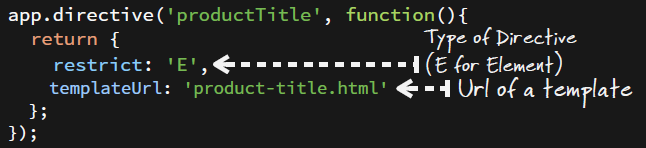 app.directive('productTitle', function(){
return {
restrict: 'E',
Type of Directive
(E for Element)
templateUrl: 'product-title.html'
Url of a template
};
});